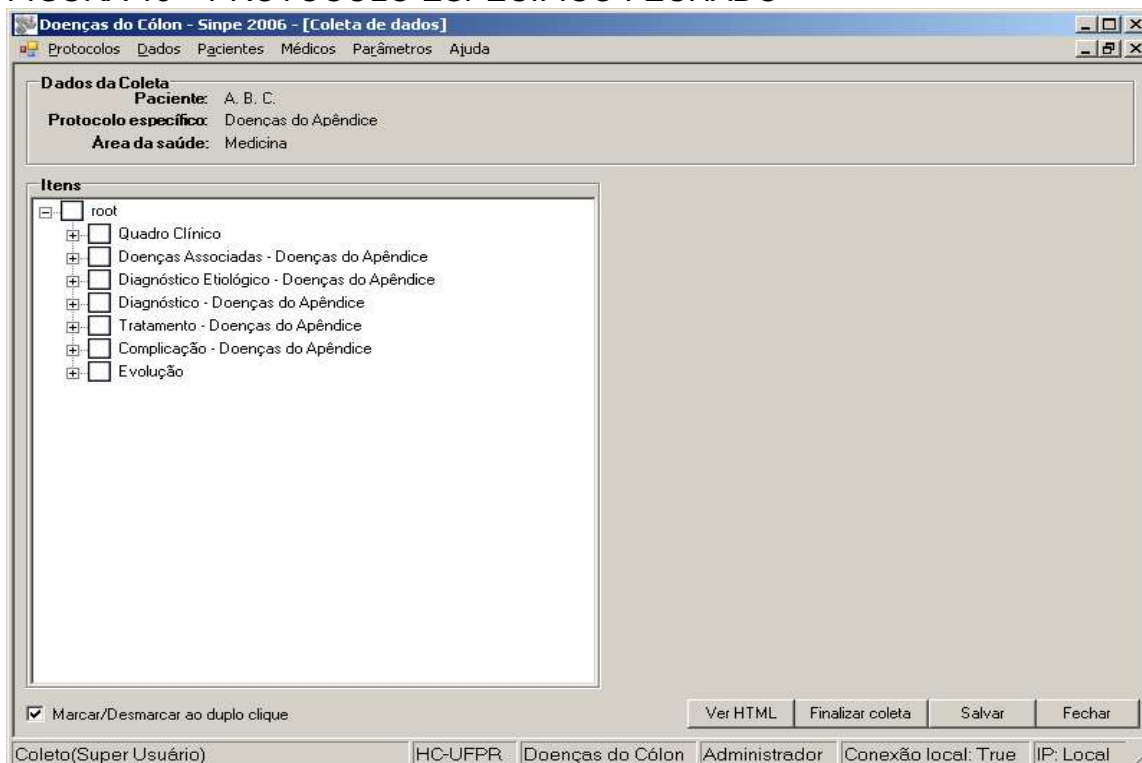 Doenças do Cólon - Sinpe 2006 - [Coleta de dados]
Protocolos Dados Pacientes Médicos Parâmetros Ajuda
Dados da Coleta
Paciente: A. B. C.
Protocolo específico: Doenças do Apêndice
Área da saúde: Medicina
Itens
root
Quadro Clínico
Doenças Associadas - Doenças do Apêndice
Diagnóstico Etiológico - Doenças do Apêndice
Diagnóstico - Doenças do Apêndice
Tratamento - Doenças do Apêndice
Complicação - Doenças do Apêndice
Evolução
Marcar/Desmarcar ao duplo clique
Ver HTML Finalizar coleta Salvar Fechar
Coleto(Super Usuário) HC-UFPR Doenças do Cólon Administrador Conexão local: True IP: Local